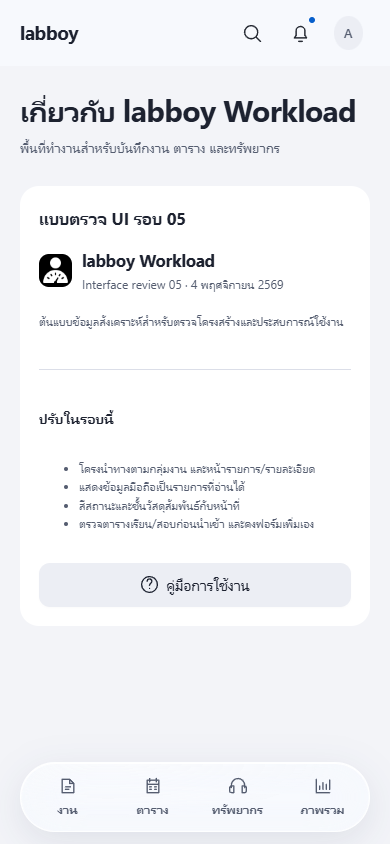 labboy
A
เกี่ยวกับ labboy Workload
พื้นที่ทำงานสำหรับบันทึกงาน ตาราง และทรัพยากร
แบบตรวจ UI รอบ 05
labboy Workload
Interface review 05 · 4 พฤศจิกายน 2569
ต้นแบบข้อมูลสังเคราะห์สำหรับตรวจโครงสร้างและประสบการณ์ใช้งาน
ปรับในรอบนี้
• โครงนำทางตามกลุ่มงาน และหน้ารายการ/รายละเอียด
• แสดงข้อมูลมือถือเป็นรายการที่อ่านได้
• สีสถานะและชั้นวัสดุสัมพันธ์กับหน้าที่
• ตรวจตารางเรียน/สอบก่อนนำเข้า และคงฟอร์มเพิ่มเอง
คู่มือการใช้งาน
งาน
ตาราง
ทรัพยากร
ภาพรวม